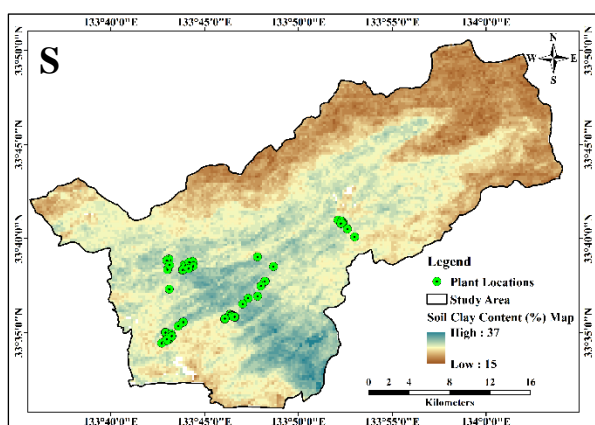 133°40'0"N 133°45'0"N 133°50'0"N 133°55'0"N 134°0'0"N
S
N
W E
S
33°50'0"N 33°50'0"N
33°45'0"N 33°45'0"N
33°40'0"N 33°40'0"N
33°35'0"N 33°35'0"N
Legend
Plant Locations
Study Area
Soil Clay Content (%) Map
High : 37
Low : 15
0 2 4 8 12 16
Kilometers
133°40'0"N 133°45'0"N 133°50'0"N 133°55'0"N 134°0'0"N